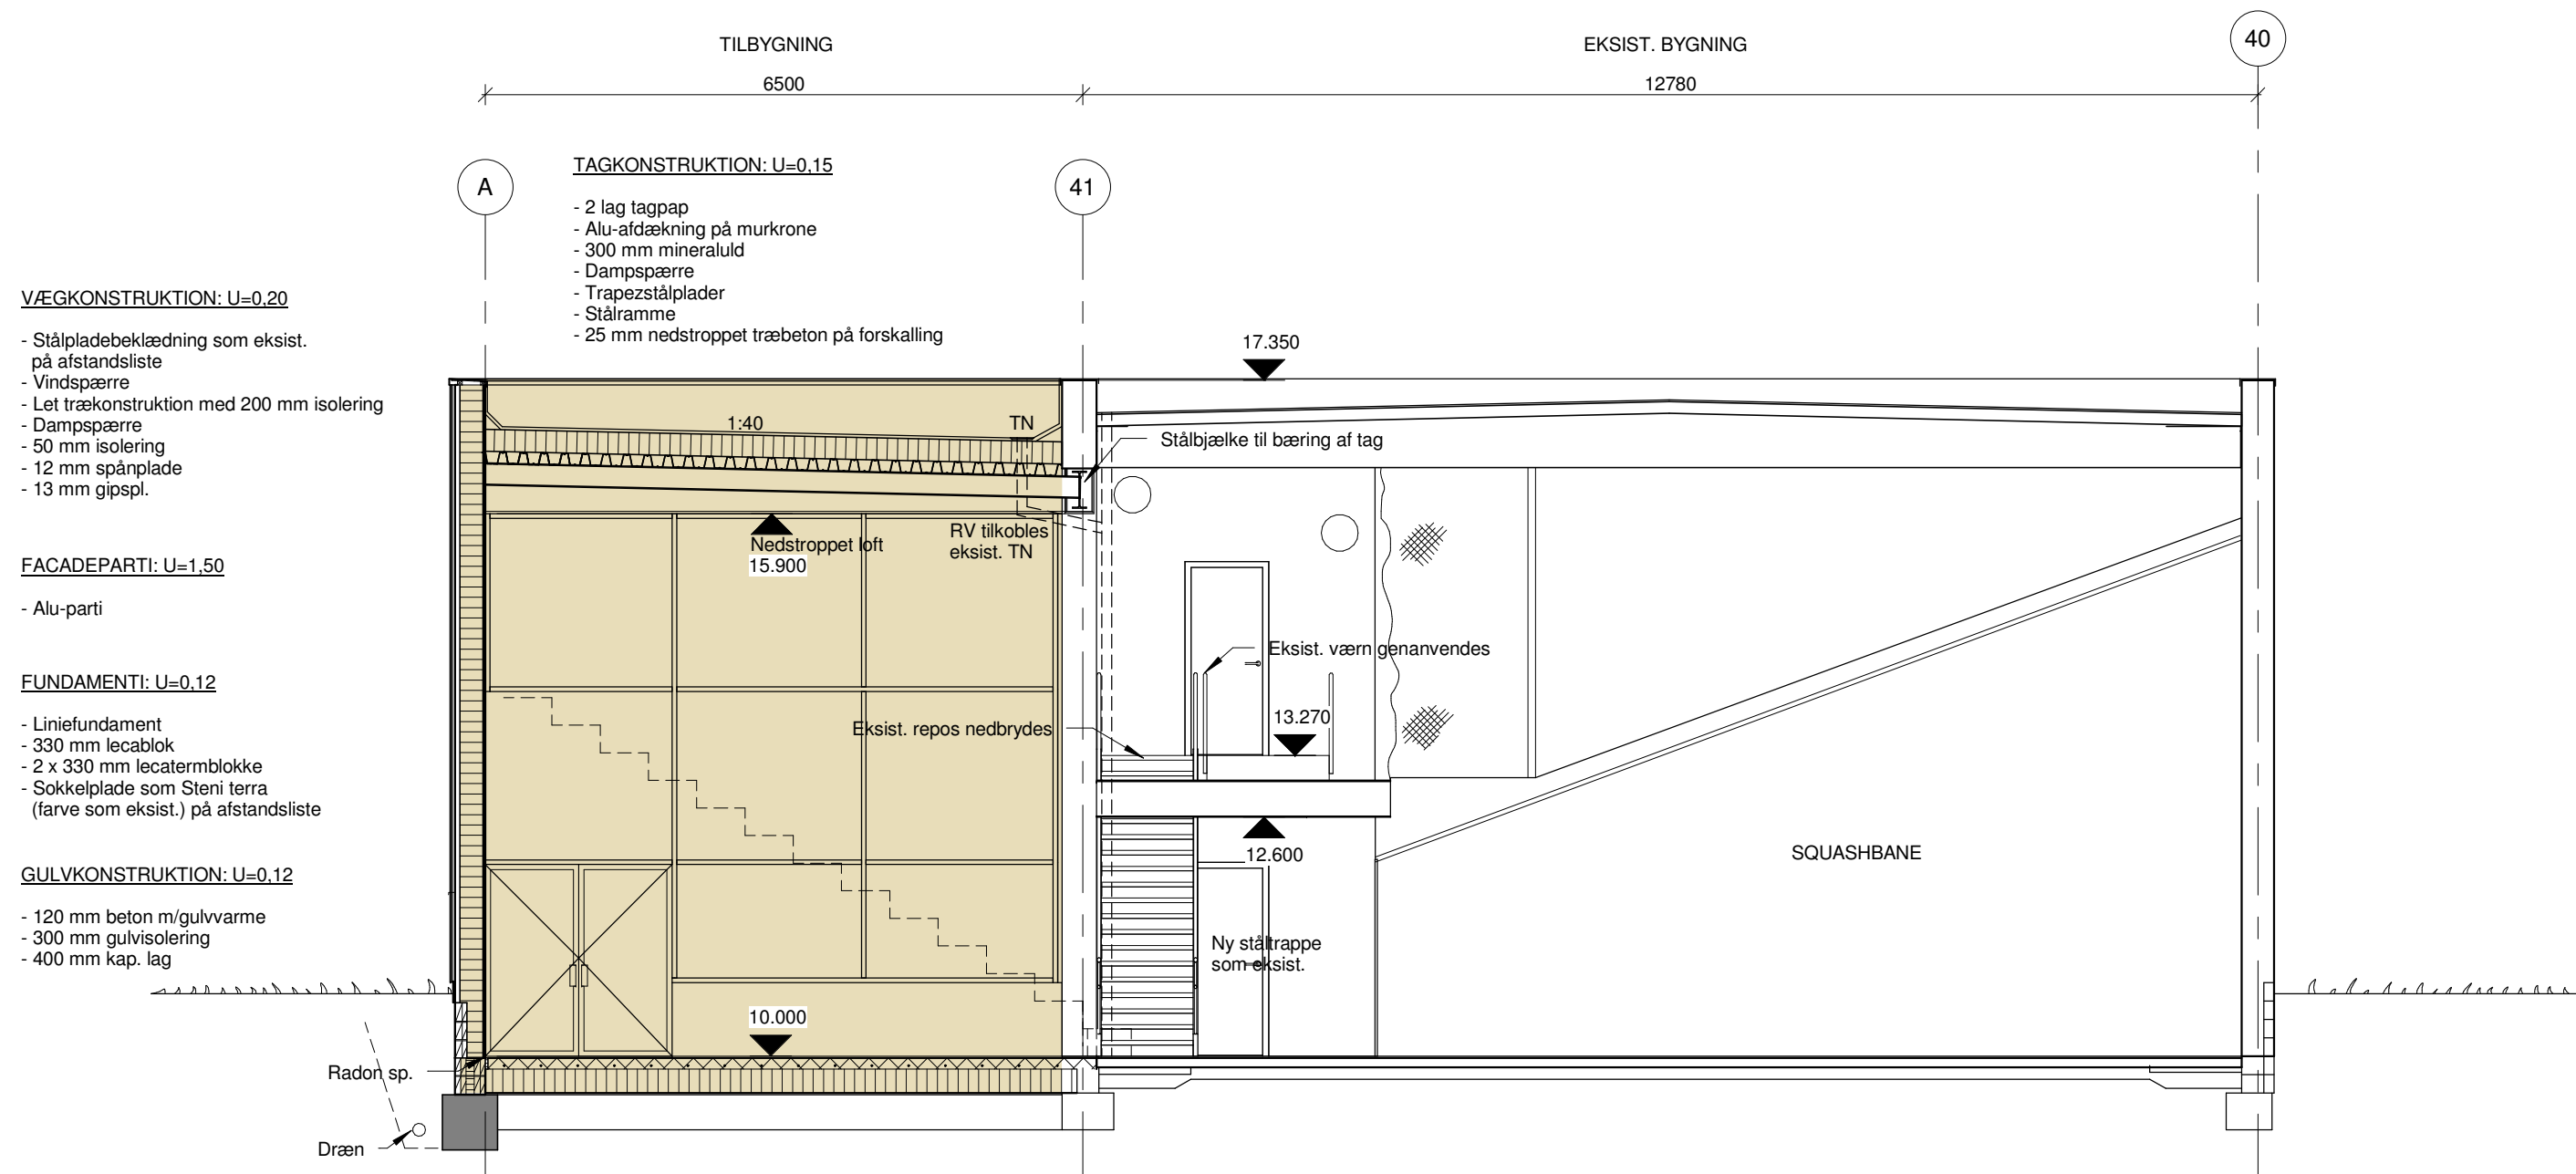 TILBYGNING
EKSIST. BYGNING
40
6500
12780
A
41
TAGKONSTRUKTION: U=0,15
- 2 lag tagpap
- Alu-afdækning på murkrone
- 300 mm mineraluld
- Dampspærre
- Trapezstålplader
- Stålramme
- 25 mm nedstroppet træbeton på forskalling
VÆGKONSTRUKTION: U=0,20
- Stålpladebeklædning som eksist.
på afstandsliste
- Vindspærre
- Let trækonstruktion med 200 mm isolering
- Dampspærre
- 50 mm isolering
- 12 mm spånplade
- 13 mm gipspl.
FACADEPARTI: U=1,50
- Alu-parti
FUNDAMENTI: U=0,12
- Liniefundament
- 330 mm lecablok
- 2 x 330 mm lecatermblokke
- Sokkelplade som Steni terra
(farve som eksist.) på afstandsliste
GULVKONSTRUKTION: U=0,12
- 120 mm beton m/gulvvarme
- 300 mm gulvisolering
- 400 mm kap. lag
17.350
1:40
TN
Stålbjælke til bæring af tag
RV tilkobles
eksist. TN
Nedstroppet loft
15.900
Eksist. værn genanvendes
Eksist. repos nedbrydes
13.270
12.600
SQUASHBANE
Ny ståltrappe
som eksist.
10.000
Radon sp.
Dræn